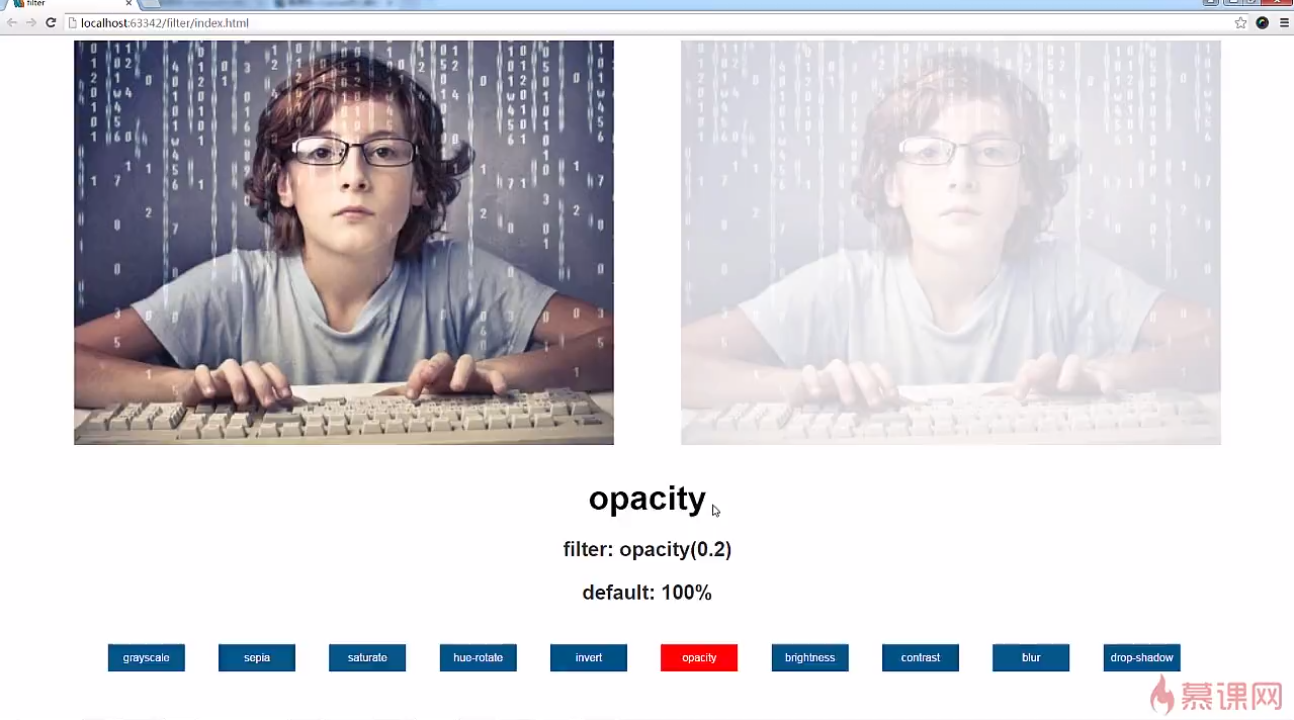 filter
localhost:63342/filter/index.html
opacity
filter: opacity(0.2)
default: 100%
grayscale
sepia
saturate
huo-rotate
invert
opacity
brightness
contrast
blur
drop-shadow
慕课网